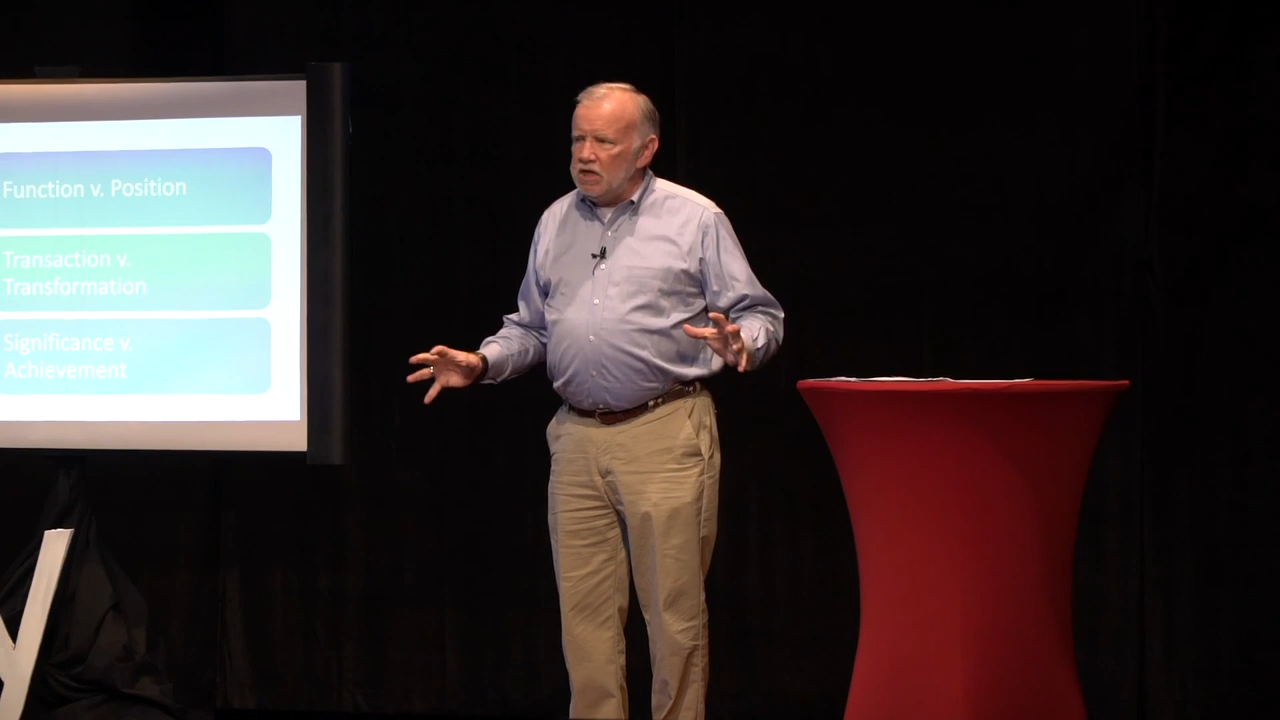 Function v. Position
Transaction v.
Transformation
Significance v.
Achievement